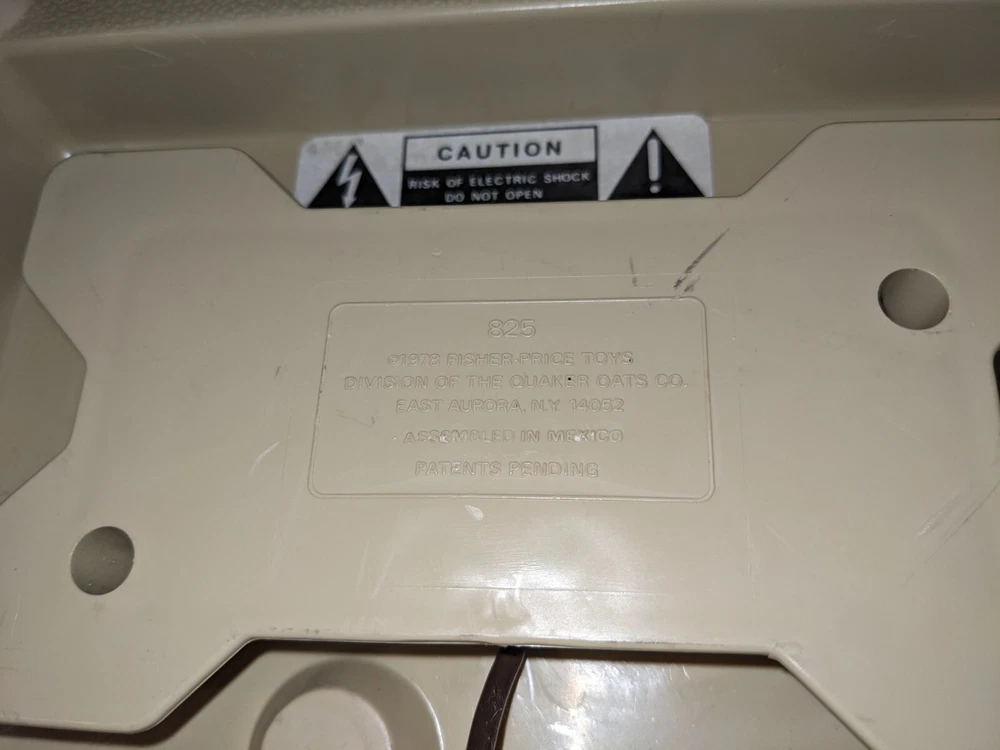 CAUTION
RISK OF ELECTRIC SHOCK
DO NOT OPEN
825
©1978 FISHER-PRICE TOYS
DIVISION OF THE QUAKER OATS CO.
EAST AURORA, N.Y. 14052
ASSEMBLED IN MEXICO
PATENTS PENDING